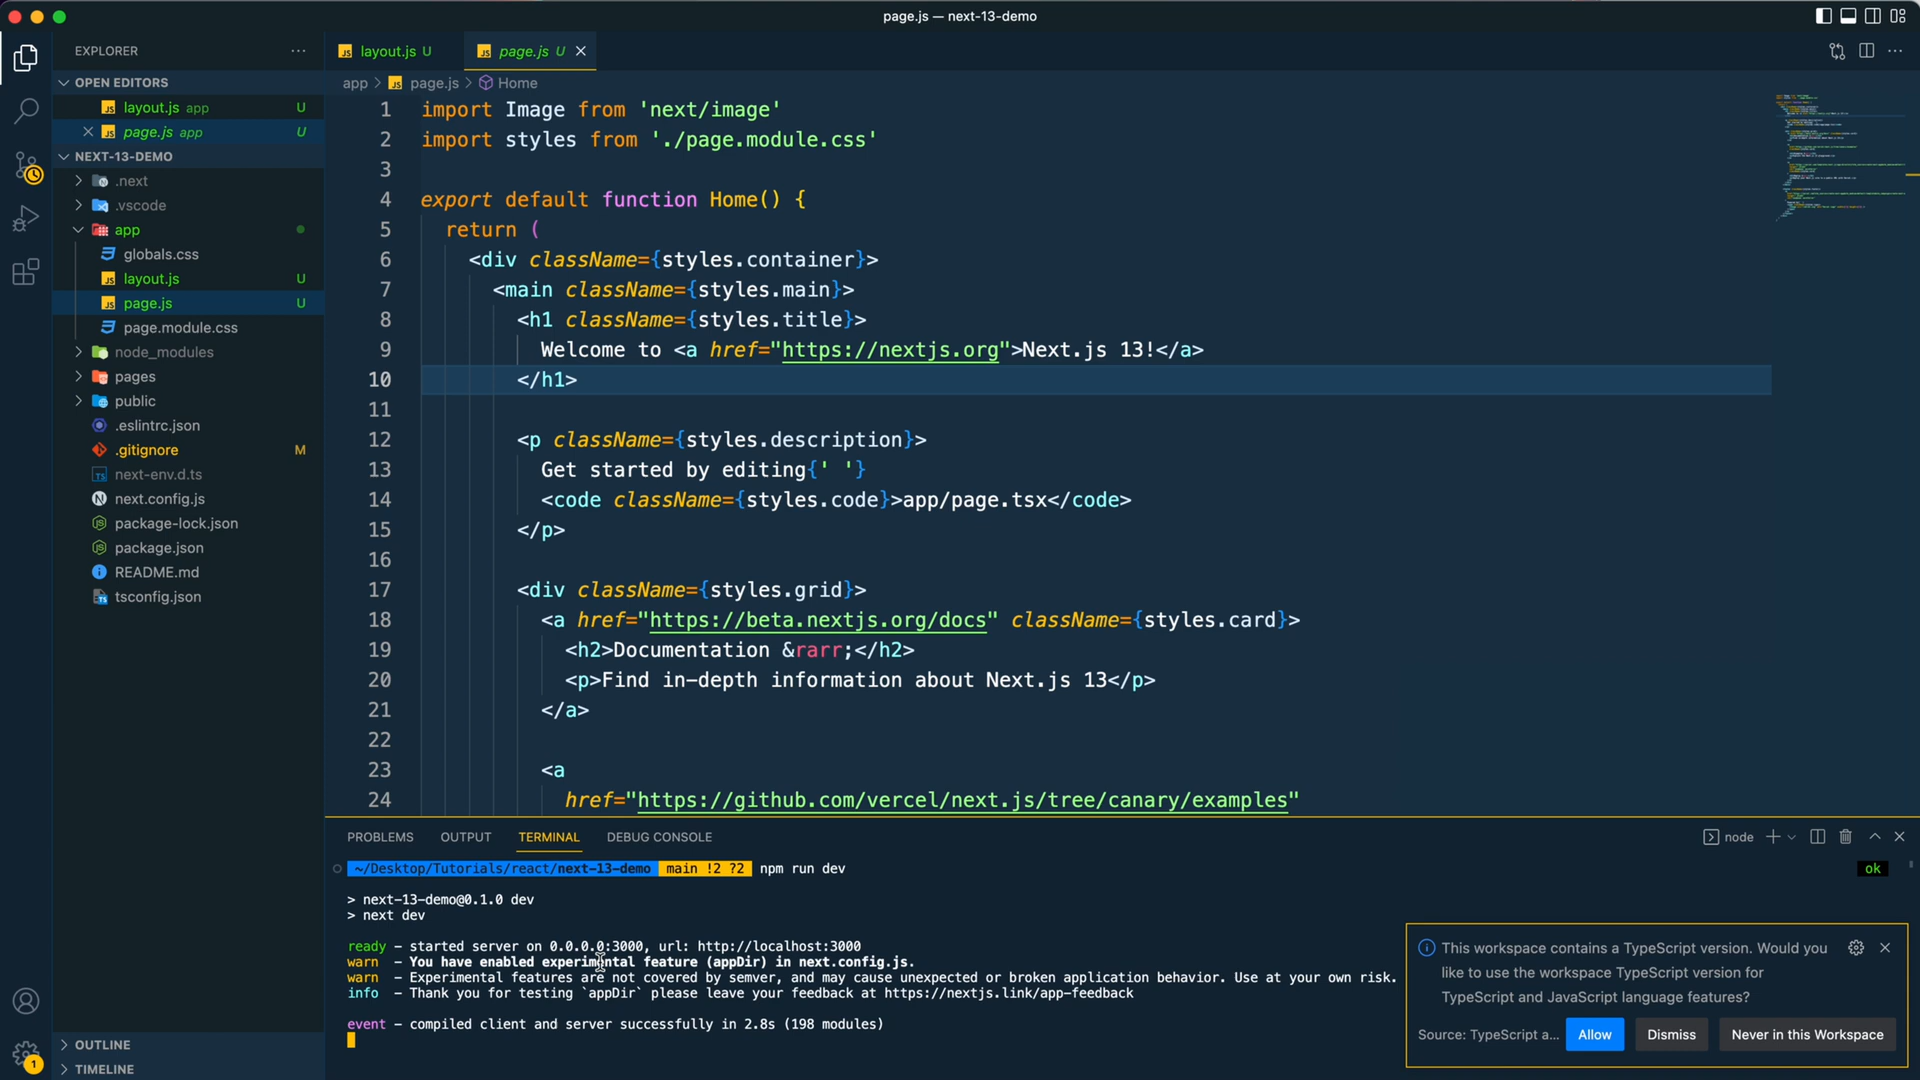 page.js — next-13-demo
EXPLORER
OPEN EDITORS
layout.js app U
page.js app U
NEXT-13-DEMO
.next
.vscode
app
globals.css
layout.js U
page.js U
page.module.css
node_modules
pages
public
.eslintrc.json
.gitignore M
next-env.d.ts
next.config.js
package-lock.json
package.json
README.md
tsconfig.json
OUTLINE
TIMELINE
1
layout.js U
page.js U
app > page.js > Home
1 import Image from 'next/image'
2 import styles from './page.module.css'
3
4 export default function Home() {
5 return (
6 <div className={styles.container}>
7 <main className={styles.main}>
8 <h1 className={styles.title}>
9 Welcome to <a href="https://nextjs.org">Next.js 13!</a>
10 </h1>
11
12 <p className={styles.description}>
13 Get started by editing{' '}
14 <code className={styles.code}>app/page.tsx</code>
15 </p>
16
17 <div className={styles.grid}>
18 <a href="https://beta.nextjs.org/docs" className={styles.card}>
19 <h2>Documentation &rarr;</h2>
20 <p>Find in-depth information about Next.js 13</p>
21 </a>
22
23 <a
24 href="https://github.com/vercel/next.js/tree/canary/examples"
PROBLEMS OUTPUT TERMINAL DEBUG CONSOLE
node
~/Desktop/Tutorials/react/next-13-demo main !2 ?2 npm run dev
ok
> next-13-demo@0.1.0 dev
> next dev
ready - started server on 0.0.0.0:3000, url: http://localhost:3000
warn - You have enabled experimental feature (appDir) in next.config.js.
warn - Experimental features are not covered by semver, and may cause unexpected or broken application behavior. Use at your own risk.
info - Thank you for testing `appDir` please leave your feedback at https://nextjs.link/app-feedback
event - compiled client and server successfully in 2.8s (198 modules)
This workspace contains a TypeScript version. Would you
like to use the workspace TypeScript version for
TypeScript and JavaScript language features?
Source: TypeScript a...
Allow
Dismiss
Never in this Workspace